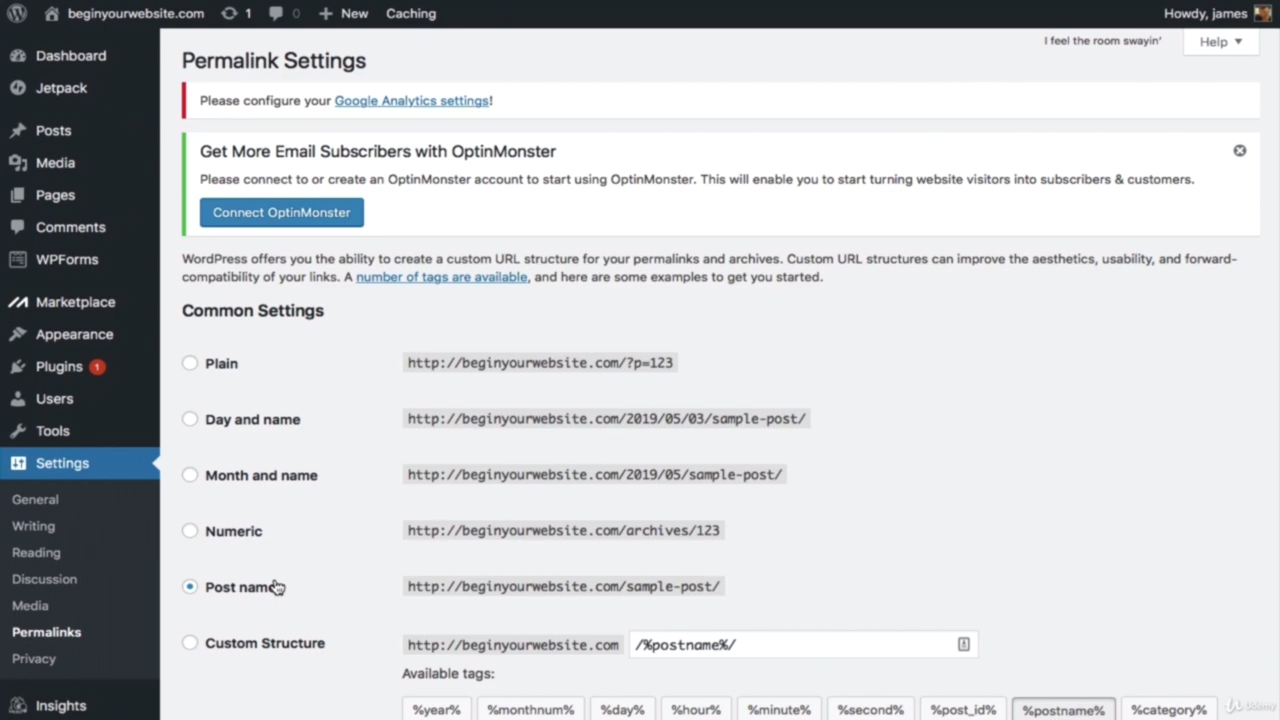 beginyourwebsite.com 1 0 New Caching Howdy, james
I feel the room swayin' Help
Dashboard
Jetpack
Posts
Media
Pages
Comments
WPForms
Marketplace
Appearance
Plugins 1
Users
Tools
Settings
General
Writing
Reading
Discussion
Media
Permalinks
Privacy
Insights
Permalink Settings
Please configure your Google Analytics settings!
Get More Email Subscribers with OptinMonster
Please connect to or create an OptinMonster account to start using OptinMonster. This will enable you to start turning website visitors into subscribers & customers.
Connect OptinMonster
WordPress offers you the ability to create a custom URL structure for your permalinks and archives. Custom URL structures can improve the aesthetics, usability, and forward-
compatibility of your links. A number of tags are available, and here are some examples to get you started.
Common Settings
Plain http://beginyourwebsite.com/?p=123
Day and name http://beginyourwebsite.com/2019/05/03/sample-post/
Month and name http://beginyourwebsite.com/2019/05/sample-post/
Numeric http://beginyourwebsite.com/archives/123
Post name http://beginyourwebsite.com/sample-post/
Custom Structure http://beginyourwebsite.com /%postname%/
Available tags:
%year% %monthnum% %day% %hour% %minute% %second% %post_id% %postname% %category%
Udemy